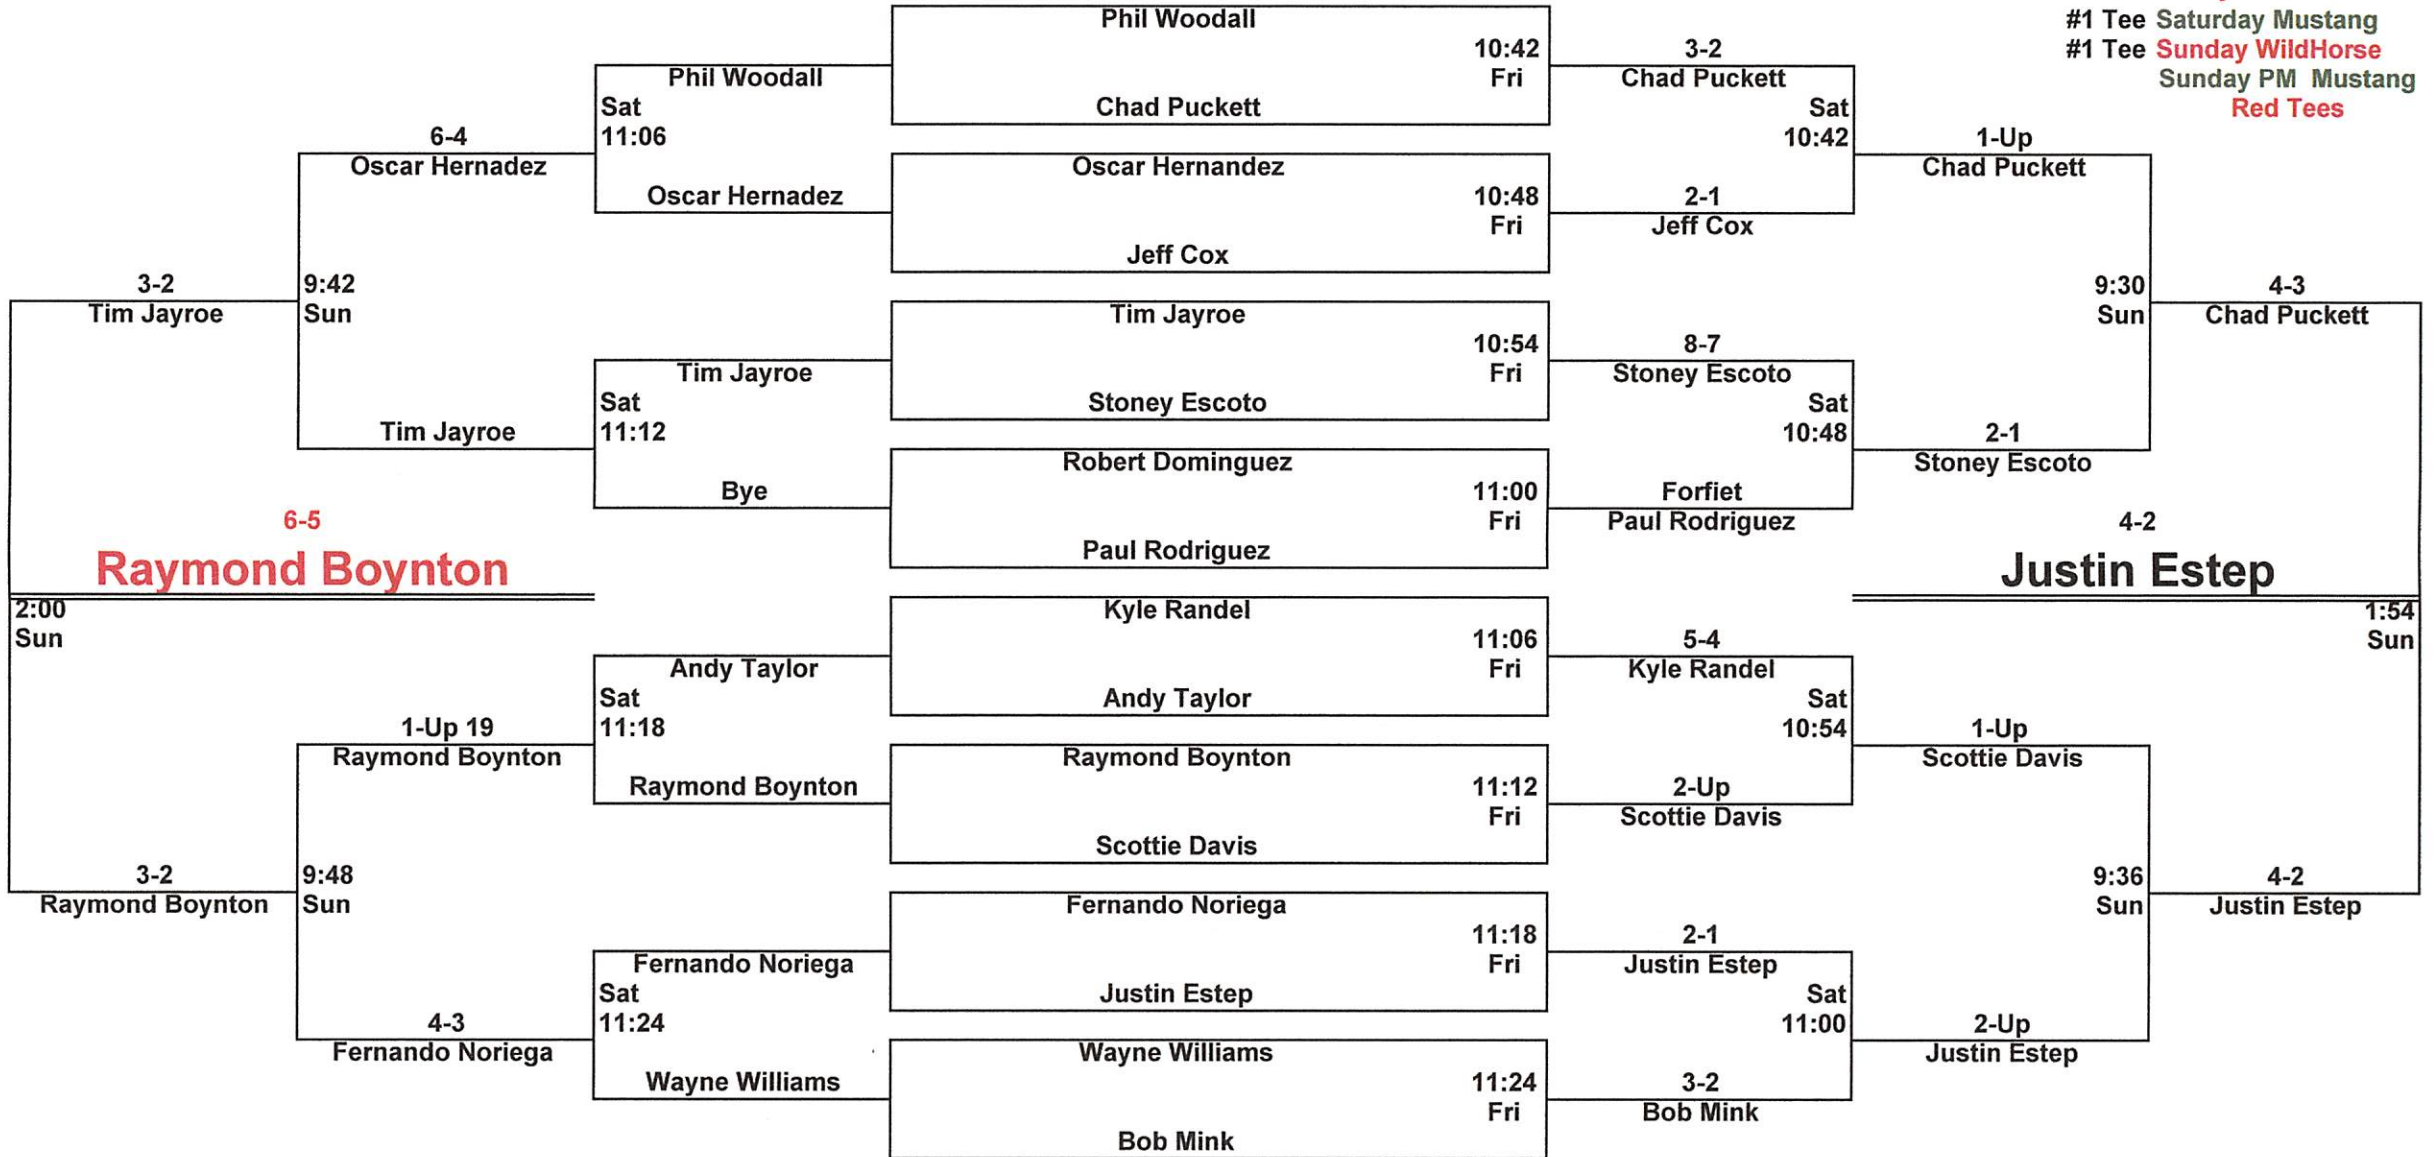 #1 Tee Saturday Mustang
#1 Tee Sunday WildHorse
Sunday PM Mustang
Red Tees
3-2
Tim Jayroe
6-5
Raymond Boynton
2:00
Sun
3-2
Raymond Boynton
6-4
Oscar Hernadez
9:42
Sun
Tim Jayroe
1-Up 19
Raymond Boynton
9:48
Sun
4-3
Fernando Noriega
Phil Woodall
Sat
11:06
Oscar Hernadez
Tim Jayroe
Sat
11:12
Bye
Andy Taylor
Sat
11:18
Raymond Boynton
Fernando Noriega
Sat
11:24
Wayne Williams
Phil Woodall
10:42
Fri
Chad Puckett
Oscar Hernandez
10:48
Fri
Jeff Cox
Tim Jayroe
10:54
Fri
Stoney Escoto
Robert Dominguez
11:00
Fri
Paul Rodriguez
Kyle Randel
11:06
Fri
Andy Taylor
Raymond Boynton
11:12
Fri
Scottie Davis
Fernando Noriega
11:18
Fri
Justin Estep
Wayne Williams
11:24
Fri
Bob Mink
3-2
Chad Puckett
Sat
10:42
2-1
Jeff Cox
8-7
Stoney Escoto
Sat
10:48
Forfiet
Paul Rodriguez
5-4
Kyle Randel
Sat
10:54
2-Up
Scottie Davis
2-1
Justin Estep
Sat
11:00
3-2
Bob Mink
1-Up
Chad Puckett
9:30
Sun
2-1
Stoney Escoto
1-Up
Scottie Davis
9:36
Sun
2-Up
Justin Estep
4-3
Chad Puckett
4-2
Justin Estep
1:54
Sun
4-2
Justin Estep